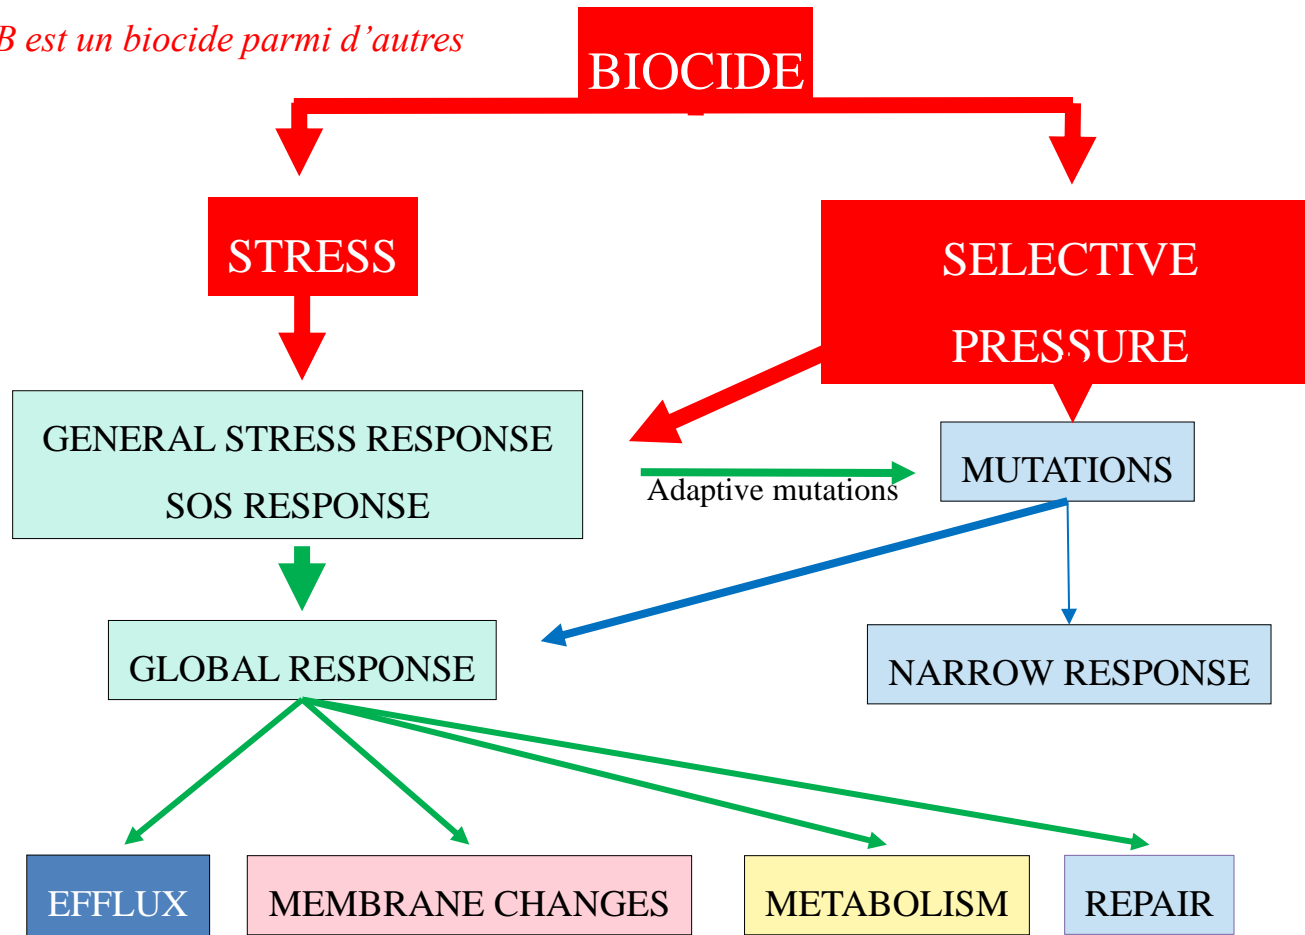 B est un biocide parmi d’autres
BIOCIDE
STRESS
SELECTIVE
PRESSURE
GENERAL STRESS RESPONSE
SOS RESPONSE
Adaptive mutations
MUTATIONS
GLOBAL RESPONSE
NARROW RESPONSE
EFFLUX
MEMBRANE CHANGES
METABOLISM
REPAIR